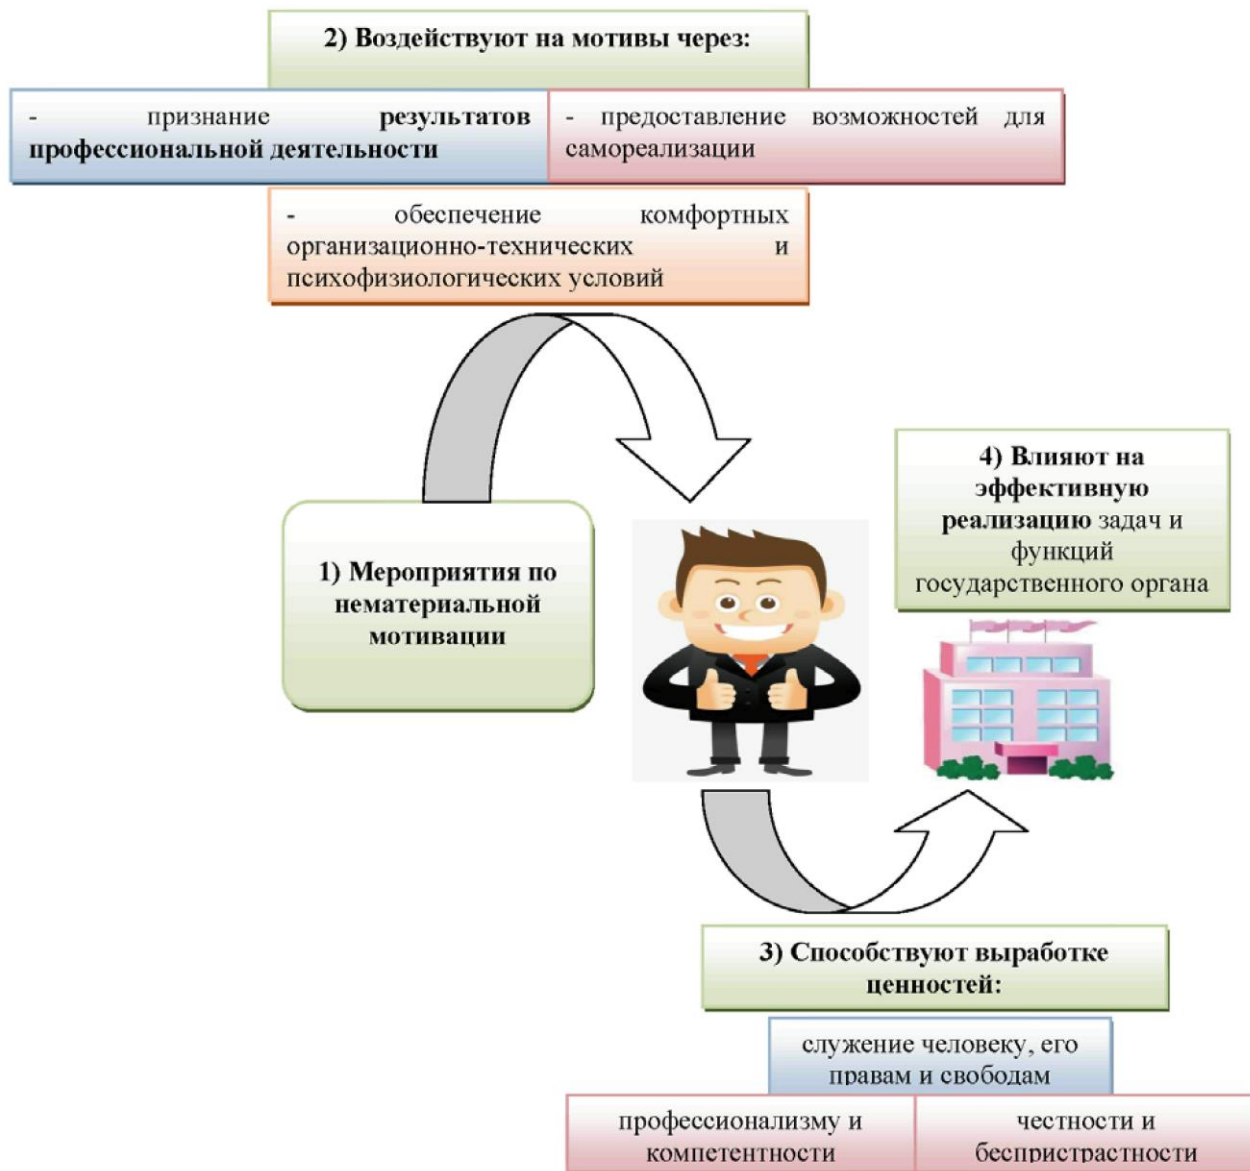 2) Воздействуют на мотивы через:
- признание результатов
профессиональной деятельности
- предоставление возможностей для
самореализации
- обеспечение комфортных
организационно-технических и
психофизиологических условий
1) Мероприятия по
нематериальной
мотивации
4) Влияют на
эффективную
реализацию задач и
функций
государственного органа
3) Способствуют выработке
ценностей:
служение человеку, его
правам и свободам
профессионализму и
компетентности
честности и
беспристрастности